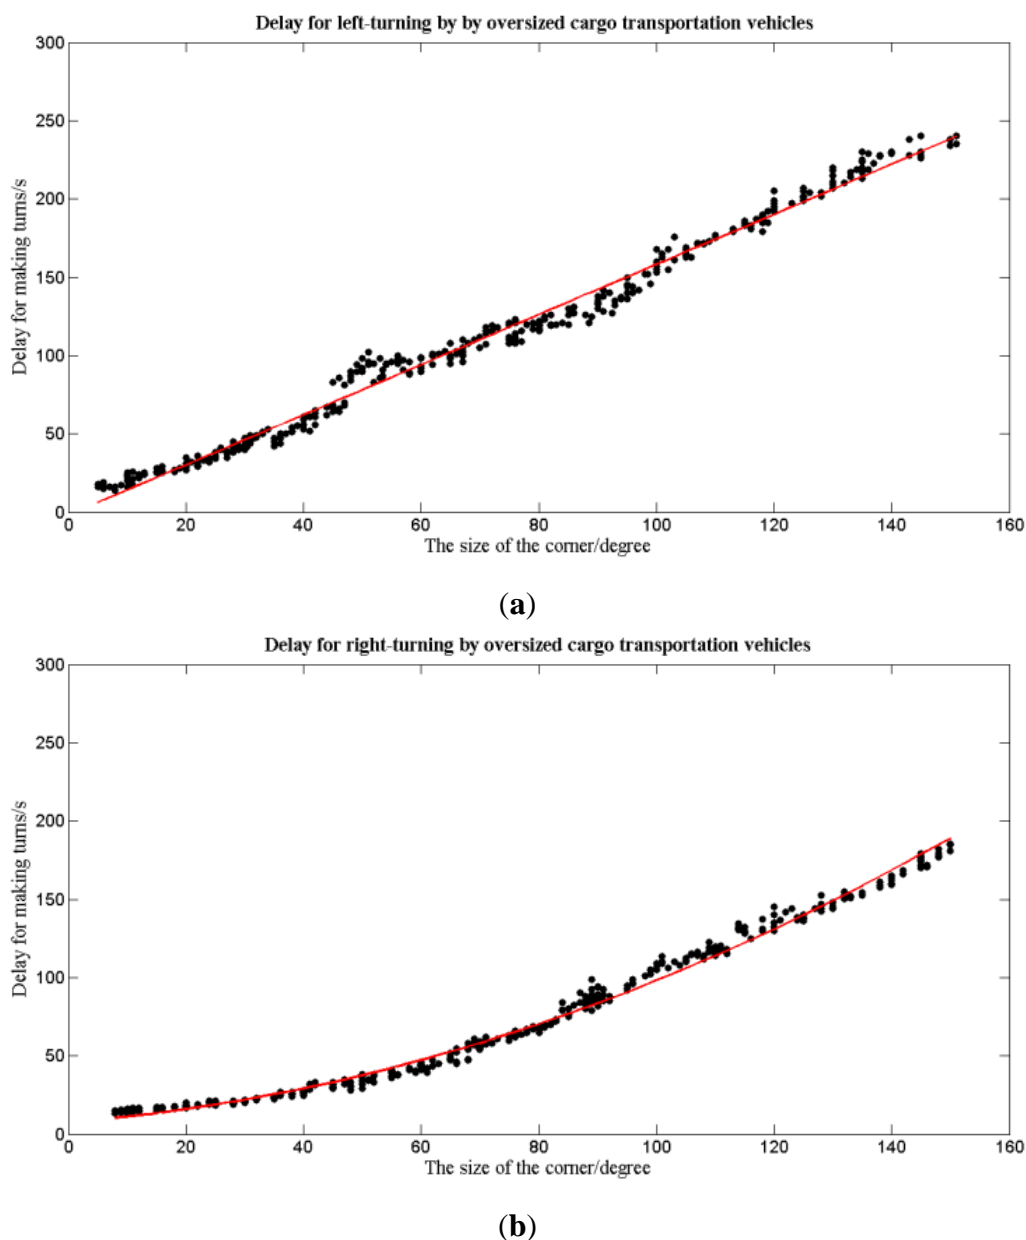 Delay for left-turning by by oversized cargo transportation vehicles
300
250
200
150
100
50
0
Delay for making turns/s
0 20 40 60 80 100 120 140 160
The size of the corner/degree
(a)
Delay for right-turning by oversized cargo transportation vehicles
300
250
200
150
100
50
0
Delay for making turns/s
0 20 40 60 80 100 120 140 160
The size of the corner/degree
(b)